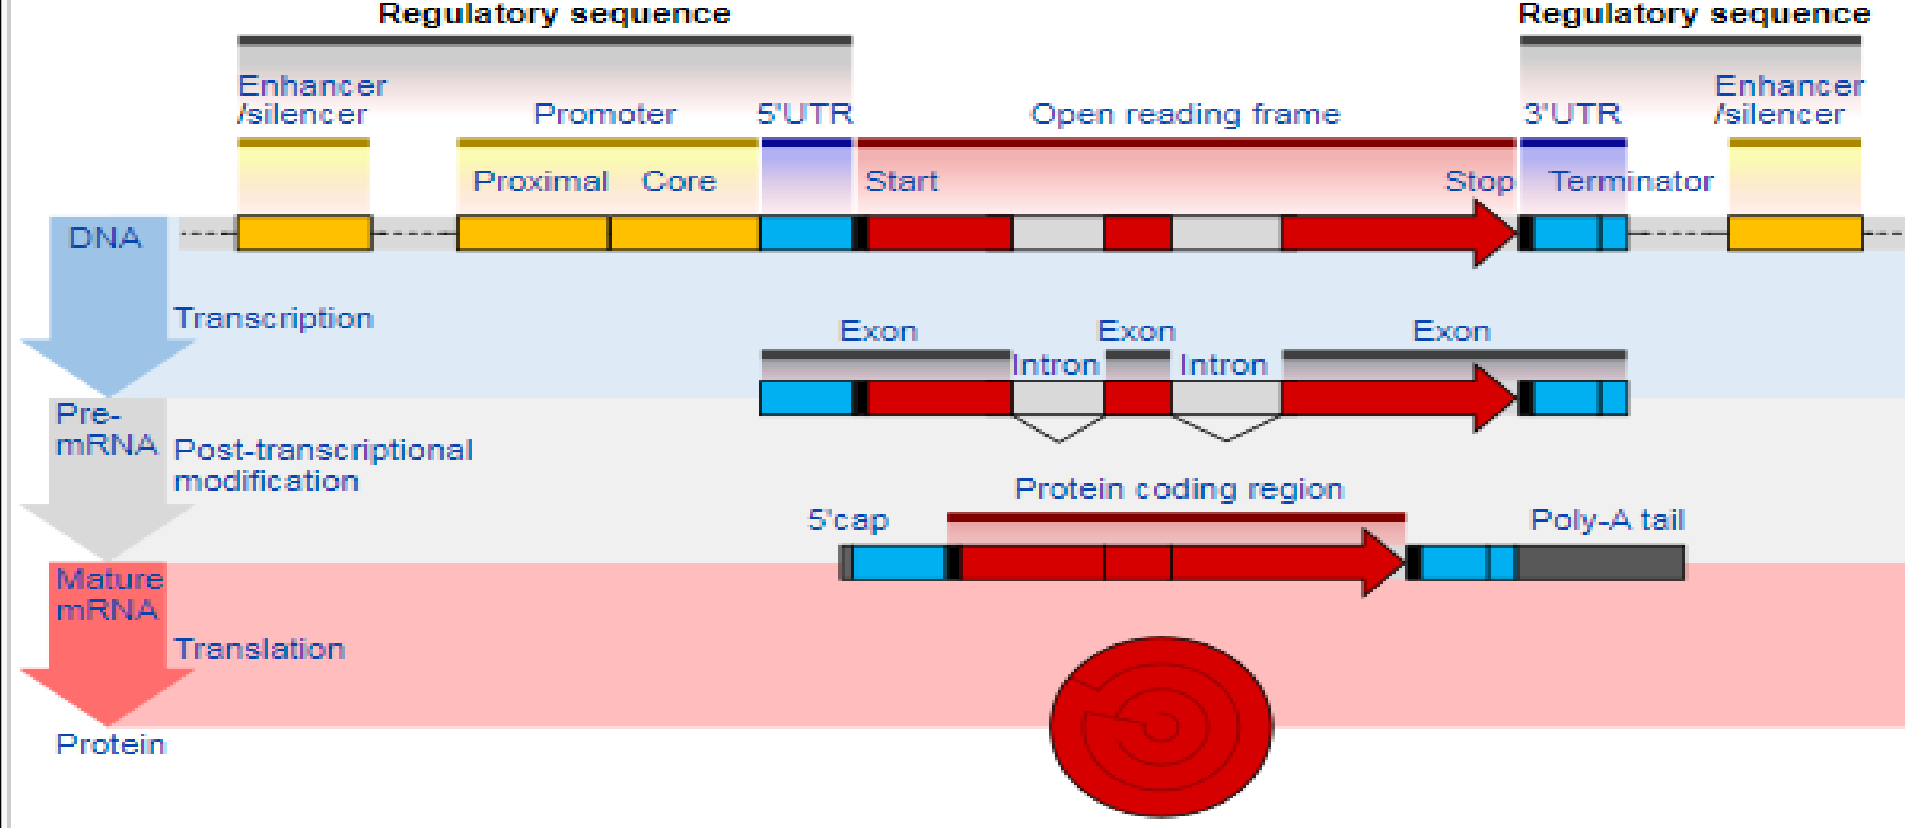 Regulatory sequence
Regulatory sequence
Enhancer
/silencer
Promoter
5'UTR
Open reading frame
3'UTR
Enhancer
/silencer
Proximal
Core
Start
Stop
Terminator
DNA
Transcription
Exon
Exon
Exon
Intron
Intron
Pre-
mRNA
Post-transcriptional
modification
Protein coding region
5'cap
Poly-A tail
Mature
mRNA
Translation
Protein